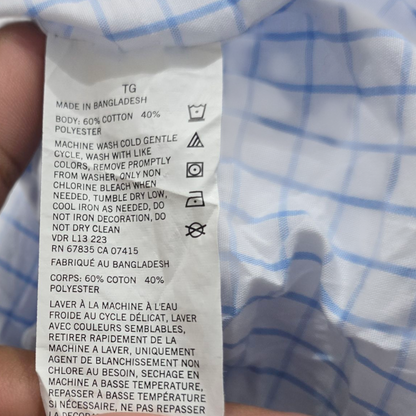 TG
MADE IN BANGLADESH
BODY: 60% COTTON 40%
POLYESTER
MACHINE WASH COLD GENTLE
CYCLE, WASH WITH LIKE
COLORS, REMOVE PROMPTLY
FROM WASHER, ONLY NON
CHLORINE BLEACH WHEN
NEEDED, TUMBLE DRY LOW,
COOL IRON AS NEEDED, DO
NOT IRON DECORATION, DO
NOT DRY CLEAN
VDR L13 223
RN 67835 CA 07415
FABRIQUÉ AU BANGLADESH
CORPS: 60% COTON 40%
POLYESTER
LAVER À LA MACHINE À L'EAU
FROIDE AU CYCLE DÉLICAT, LAVER
AVEC COULEURS SEMBLABLES,
RETIRER RAPIDEMENT DE LA
MACHINE A LAVER, UNIQUEMENT
AGENT DE BLANCHISSEMENT NON
CHLORE AU BESOIN, SECHAGE EN
MACHINE A BASSE TEMPERATURE,
REPASSER À BASSE TEMPÉRATURE
SI NÉCESSAIRE, NE PAS REPASSER
LA DECOR